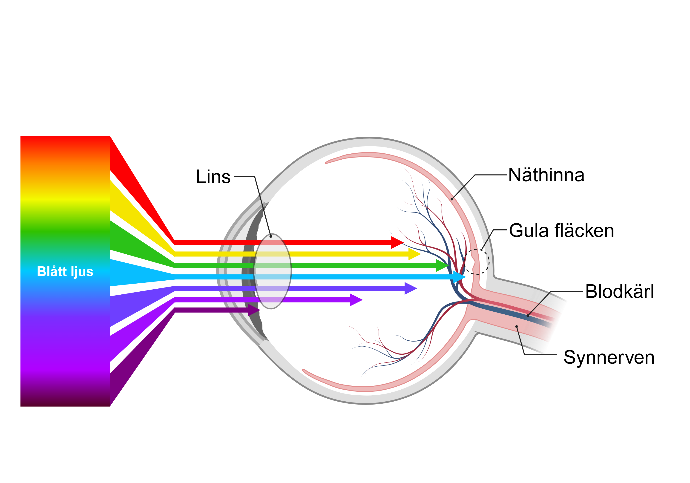 Lins
Näthinna
Gula fläcken
Blått ljus
Blodkärl
Synnerven